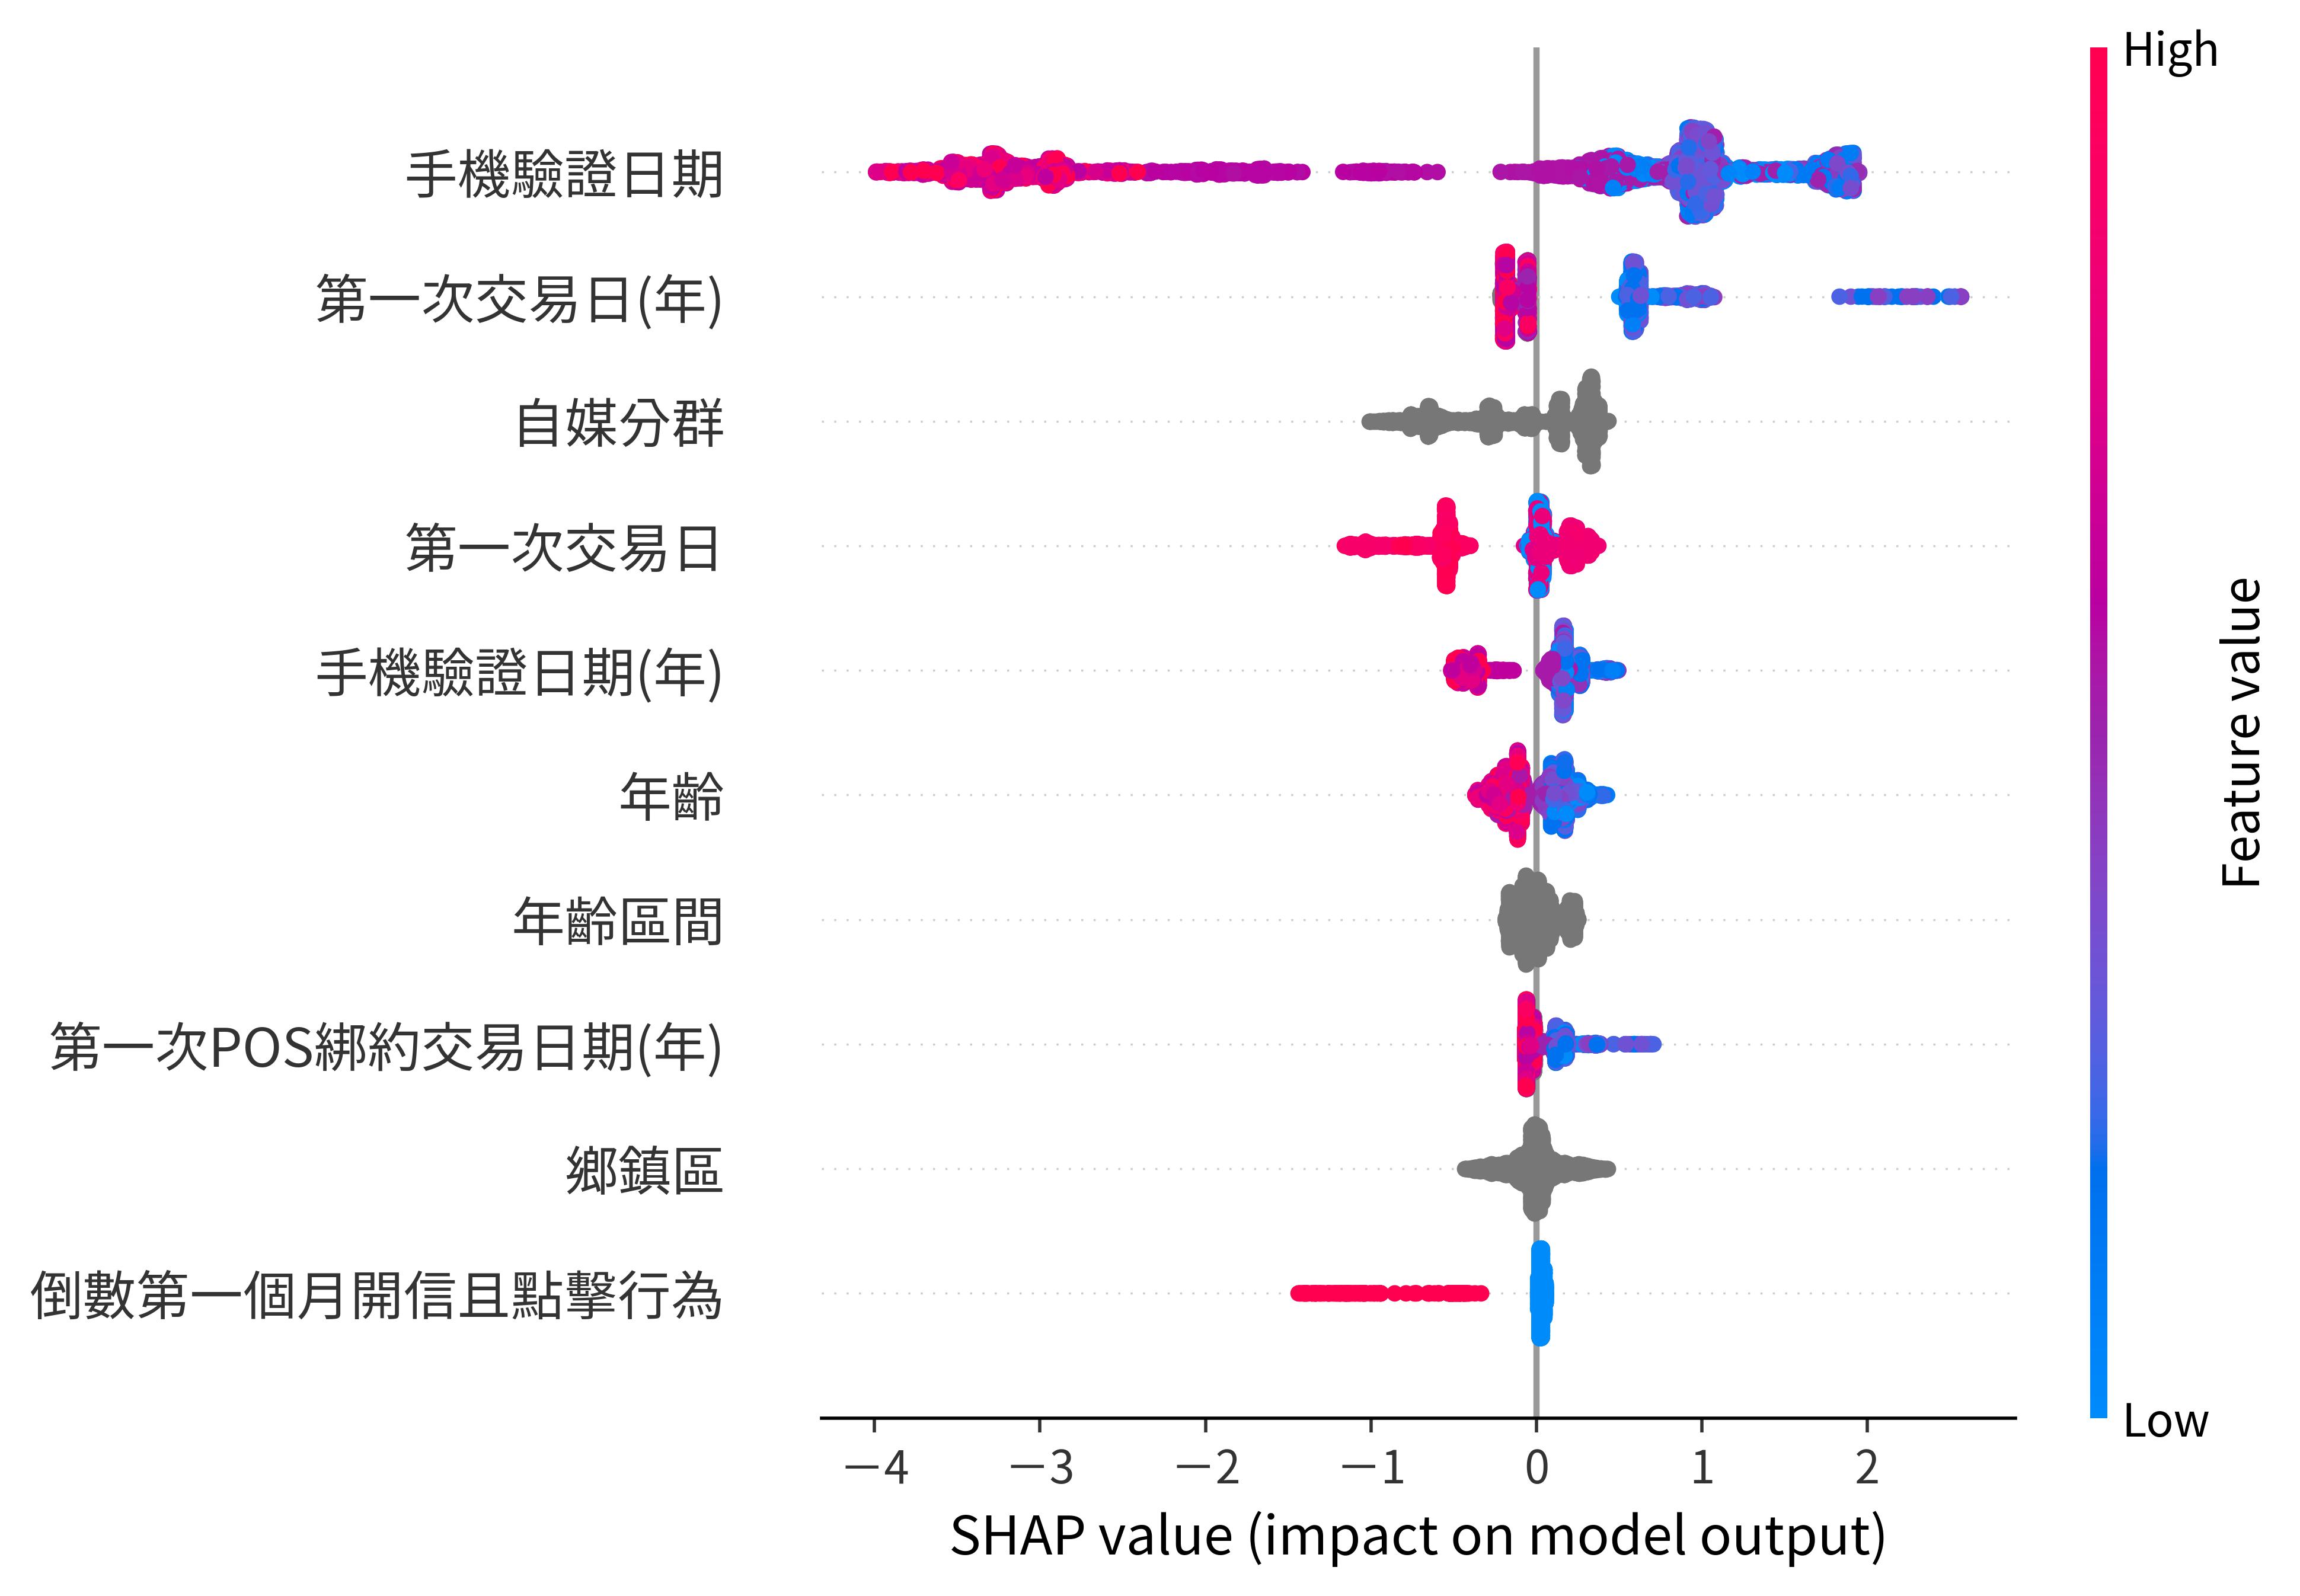 High
手機驗證日期
第一次交易日(年)
自媒分群
第一次交易日
手機驗證日期(年)
年齡
年齡區間
第一次POS綁約交易日期(年)
鄉鎮區
倒數第一個月開信且點擊行為
Feature value
Low
−4 −3 −2 −1 0 1 2
SHAP value (impact on model output)